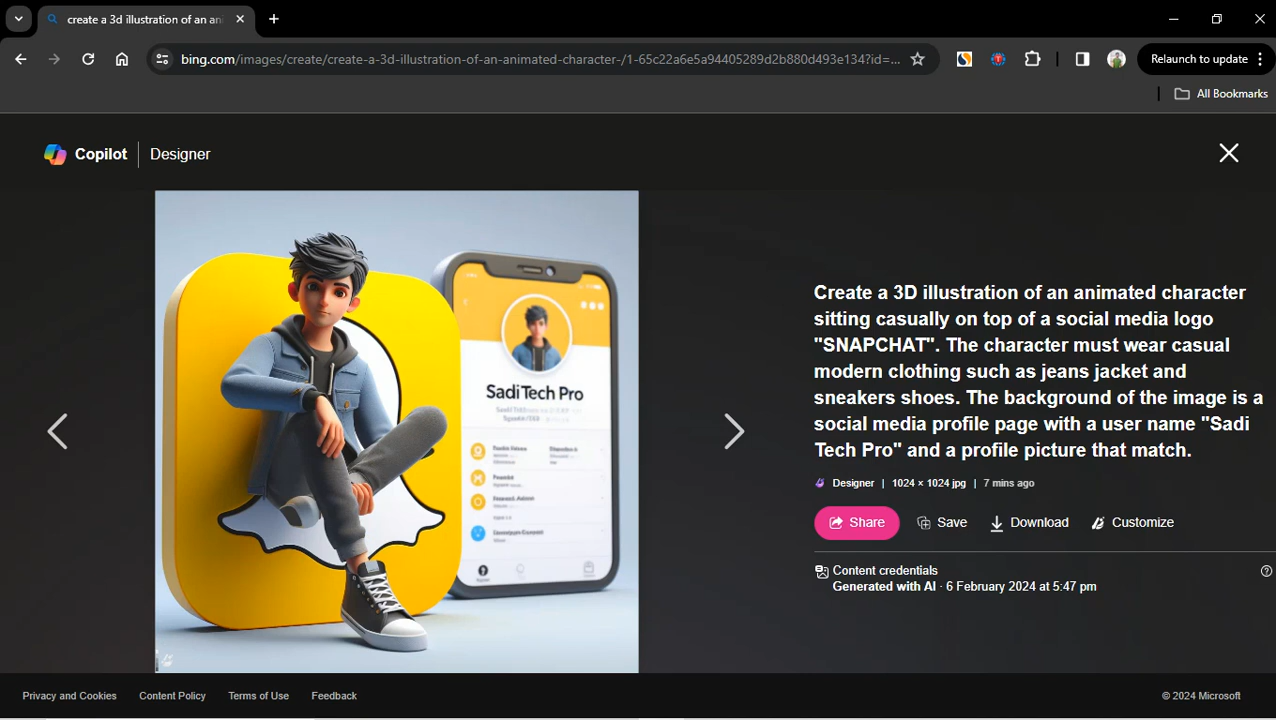 create a 3d illustration of an ani
bing.com/images/create/create-a-3d-illustration-of-an-animated-character-/1-65c22a6e5a94405289d2b880d493e134?id=...
Relaunch to update
All Bookmarks
Copilot
Designer
SadiTech Pro
Create a 3D illustration of an animated character
sitting casually on top of a social media logo
"SNAPCHAT". The character must wear casual
modern clothing such as jeans jacket and
sneakers shoes. The background of the image is a
social media profile page with a user name "Sadi
Tech Pro" and a profile picture that match.
Designer | 1024 × 1024 jpg | 7 mins ago
Share
Save
Download
Customize
Content credentials
Generated with AI · 6 February 2024 at 5:47 pm
Privacy and Cookies
Content Policy
Terms of Use
Feedback
© 2024 Microsoft